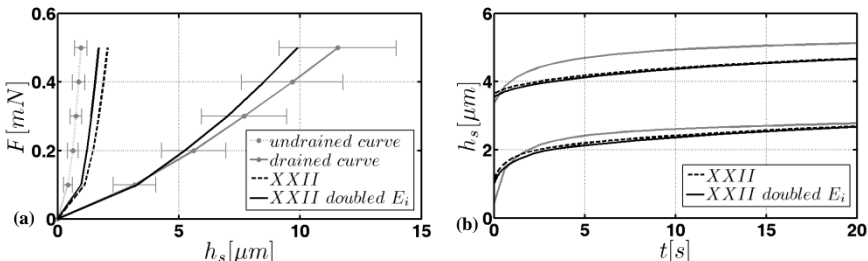 0.6
0.4
0.2
0
F [mN]
undrained curve
drained curve
XXII
XXII doubled E_i
(a)
0 5 10 15
h_s[μm]
6
4
2
0
h_s[μm]
XXII
XXII doubled E_i
(b)
0 5 10 15 20
t[s]